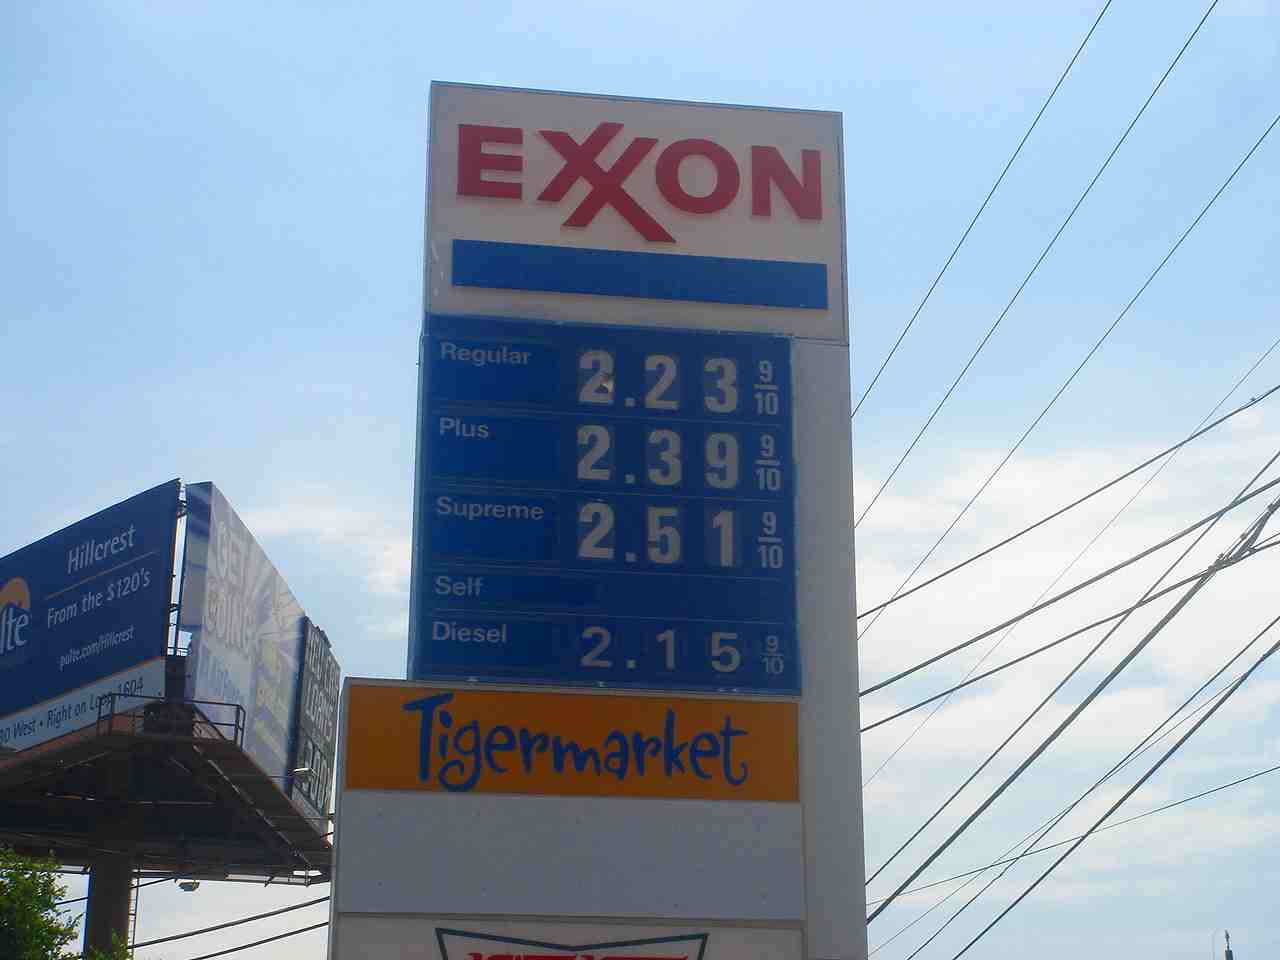 EXXON
Regular 2.23 9/10
Plus 2.39 9/10
Supreme 2.51 9/10
Self
Diesel 2.15 9/10
Tigermarket
Hillcrest
From the $120's
pulte.com/Hillcrest
West • Right on Loop 1604
GET